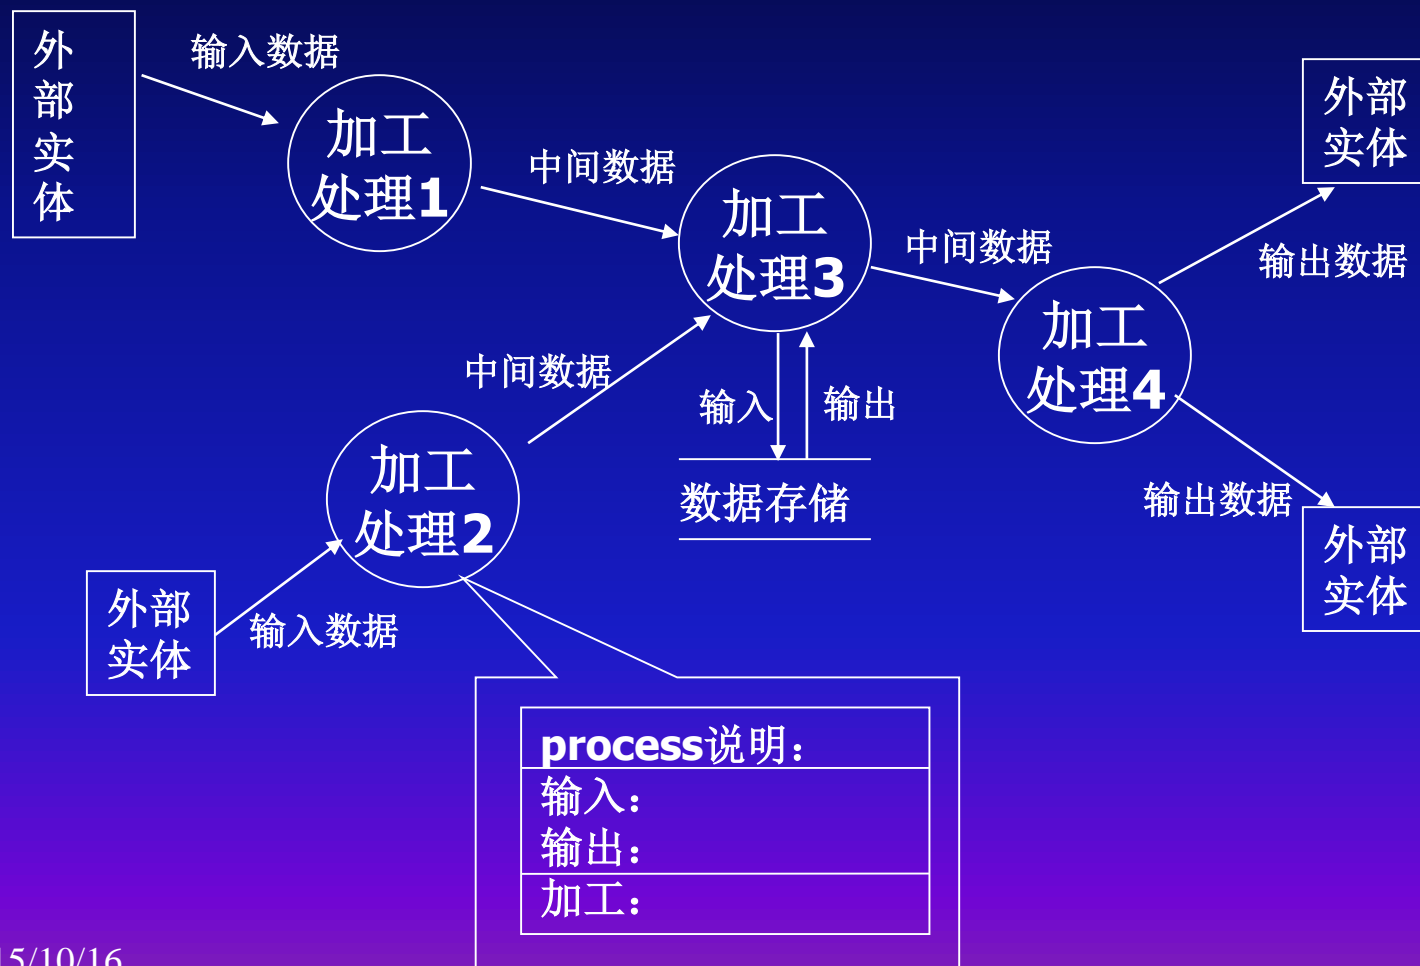 外
部
实
体
输入数据
加工
处理1
中间数据
加工
处理3
中间数据
加工
处理4
外部
实体
输出数据
中间数据
输入
输出
数据存储
加工
处理2
输出数据
外部
实体
外部
实体
输入数据
process说明：
输入：
输出：
加工：
15/10/16